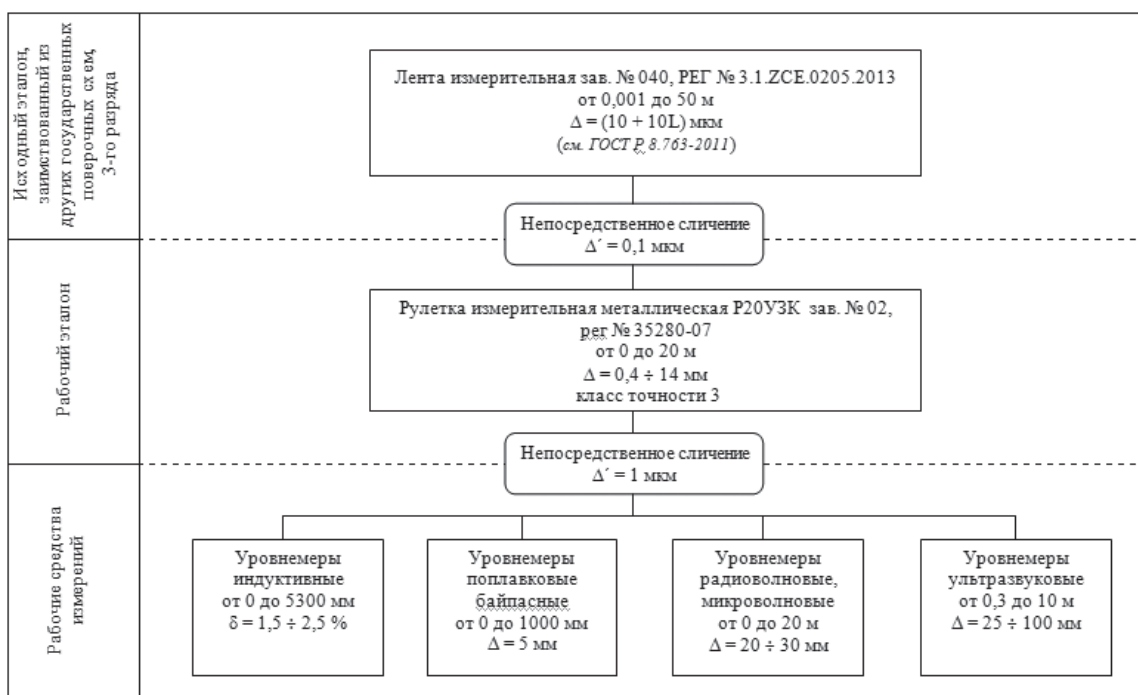 Исходный эталон,
заимствованный из
других государственных
поверочных схем,
3-го разряда
Лента измерительная зав. № 040, РЕГ № 3.1.ZCE.0205.2013
от 0,001 до 50 м
Δ = (10 + 10L) мкм
(см. ГОСТ Р 8.763-2011)
Непосредственное сличение
Δ´ = 0,1 мкм
Рабочий эталон
Рулетка измерительная металлическая Р20УЗК зав. № 02,
рег № 35280-07
от 0 до 20 м
Δ = 0,4 ÷ 14 мм
класс точности 3
Непосредственное сличение
Δ´ = 1 мкм
Рабочие средства
измерений
Уровнемеры
индуктивные
от 0 до 5300 мм
δ = 1,5 ÷ 2,5 %
Уровнемеры
поплавковые
байпасные
от 0 до 1000 мм
Δ = 5 мм
Уровнемеры
радиоволновые,
микроволновые
от 0 до 20 м
Δ = 20 ÷ 30 мм
Уровнемеры
ультразвуковые
от 0,3 до 10 м
Δ = 25 ÷ 100 мм